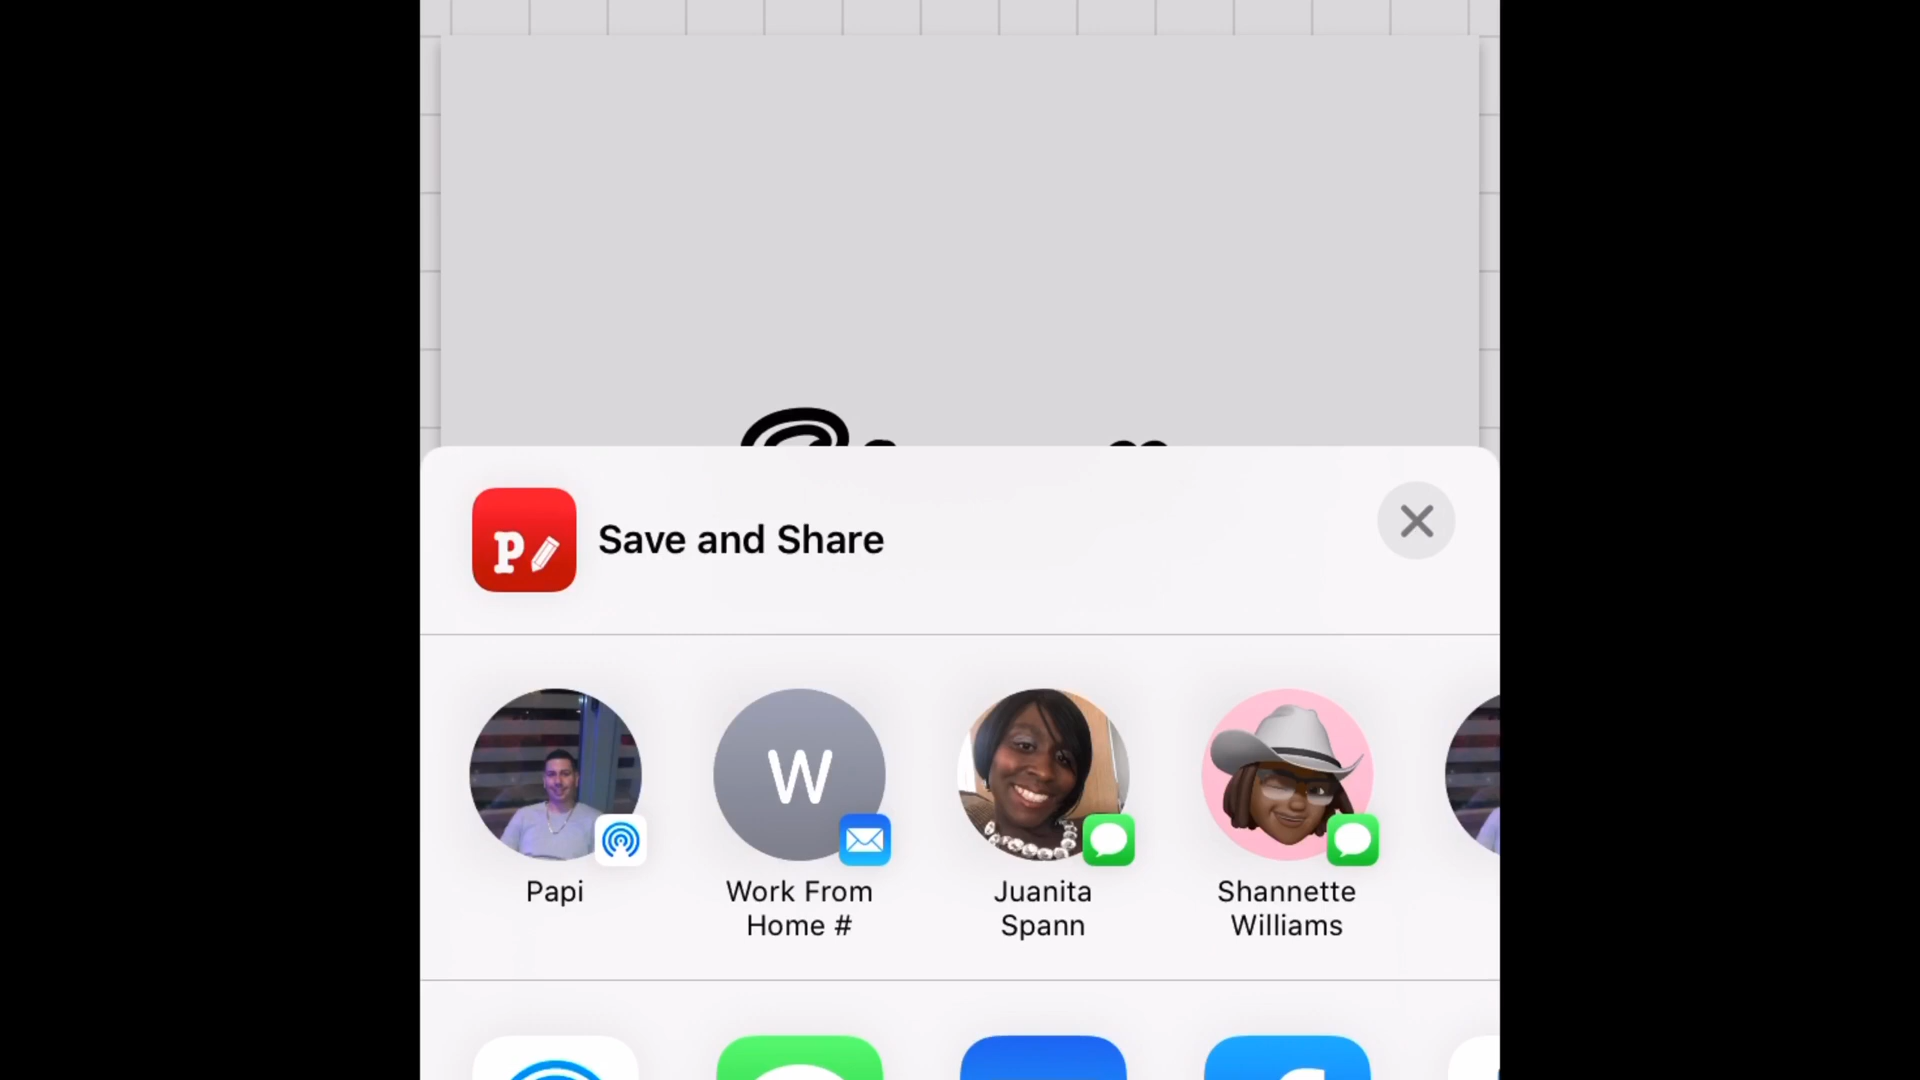 P
Save and Share
W
Papi
Work From
Home #
Juanita
Spann
Shannette
Williams